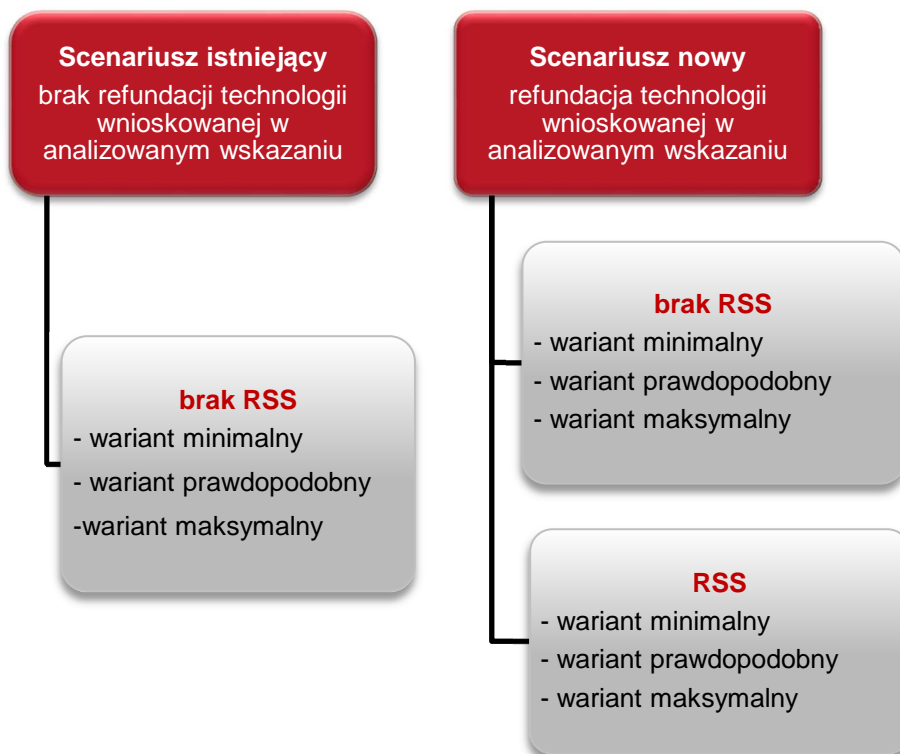 Scenariusz istniejący
brak refundacji technologii
wnioskowanej w
analizowanym wskazaniu
brak RSS
- wariant minimalny
- wariant prawdopodobny
-wariant maksymalny
Scenariusz nowy
refundacja technologii
wnioskowanej w
analizowanym wskazaniu
brak RSS
- wariant minimalny
- wariant prawdopodobny
- wariant maksymalny
RSS
- wariant minimalny
- wariant prawdopodobny
- wariant maksymalny